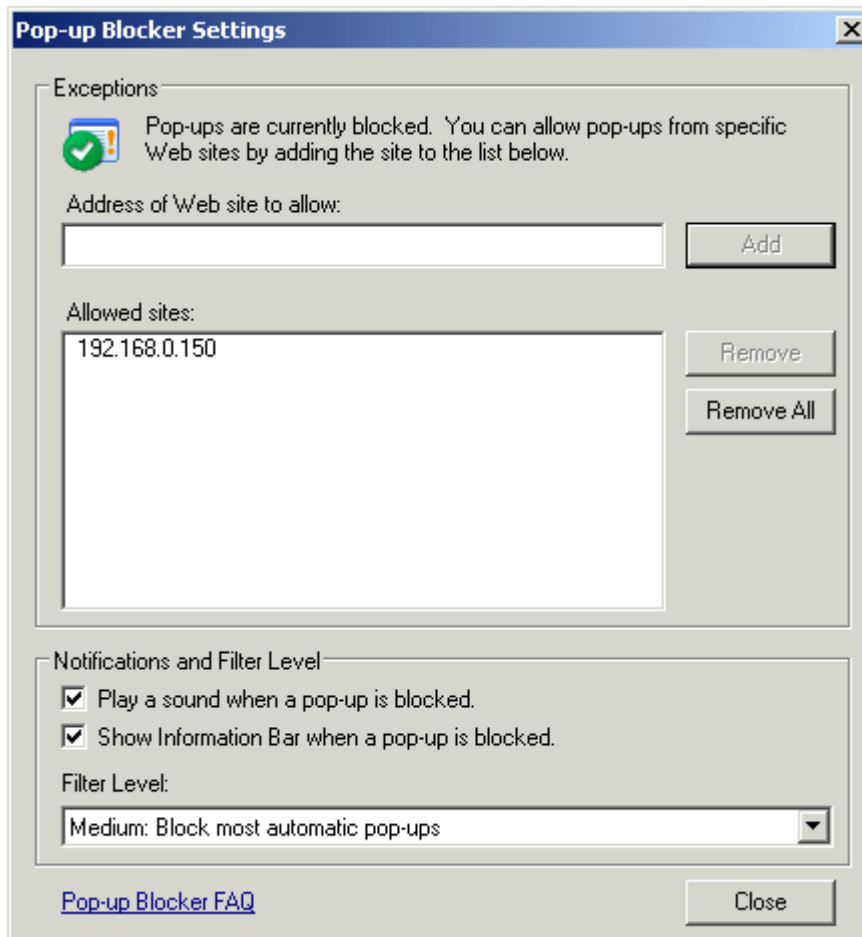 Pop-up Blocker Settings
Exceptions
Pop-ups are currently blocked. You can allow pop-ups from specific
Web sites by adding the site to the list below.
Address of Web site to allow:
Add
Allowed sites:
192.168.0.150
Remove
Remove All
Notifications and Filter Level
Play a sound when a pop-up is blocked.
Show Information Bar when a pop-up is blocked.
Filter Level:
Medium: Block most automatic pop-ups
Pop-up Blocker FAQ
Close